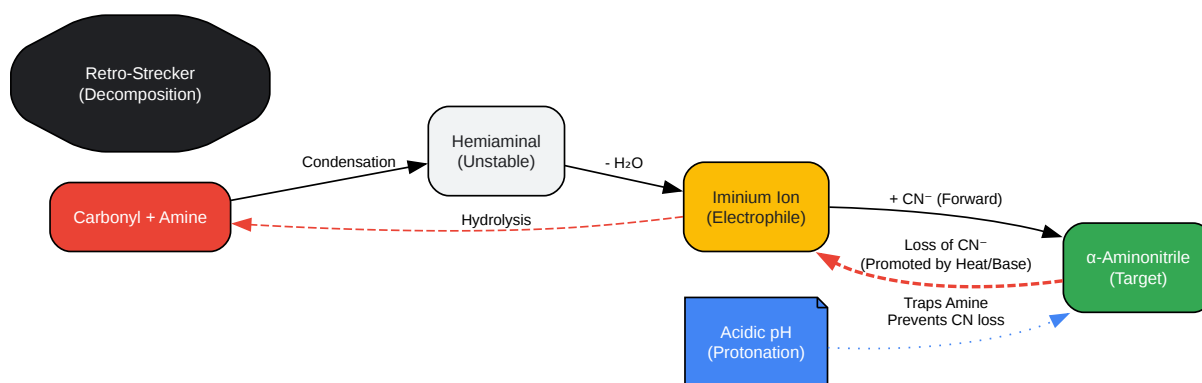 Retro-Strecker
(Decomposition)
Carbonyl + Amine
Condensation
Hemiaminal
(Unstable)
- H₂O
Hydrolysis
Iminium Ion
(Electrophile)
+ CN⁻ (Forward)
Loss of CN⁻
(Promoted by Heat/Base)
α-Aminonitrile
(Target)
Traps Amine
Prevents CN loss
Acidic pH
(Protonation)